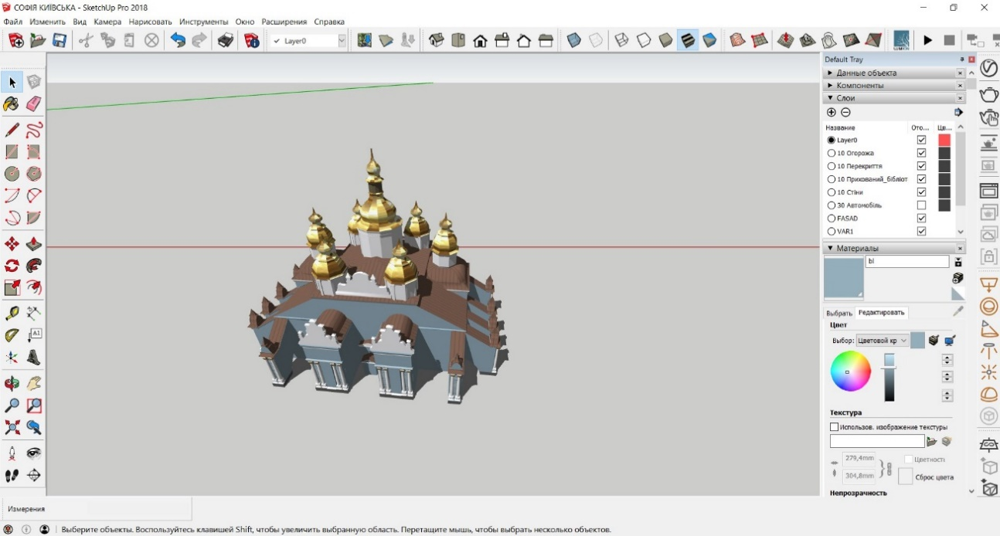 СОФІЯ КИЇВСЬКА - SketchUp Pro 2018
Файл Изменить Вид Камера Нарисовать Инструменты Окно Расширения Справка
Layer0
Default Tray
Данные объекта
Компоненты
Слои
Название Ото... Цв...
Layer0
10 Огорожа
10 Перекриття
10 Прихований_бібліот
10 Стіни
30 Автомобіль
FASAD
VAR1
Материалы
bl
Выбрать Редактировать
Цвет
Выбор: Цветовой кр
Текстура
Использов. изображение текстуры
279,4mm Цветность
304,8mm Сброс цвета
Непрозрачность
Измерения
Выберите объекты. Воспользуйтесь клавишей Shift, чтобы увеличить выбранную область. Перетащите мышь, чтобы выбрать несколько объектов.